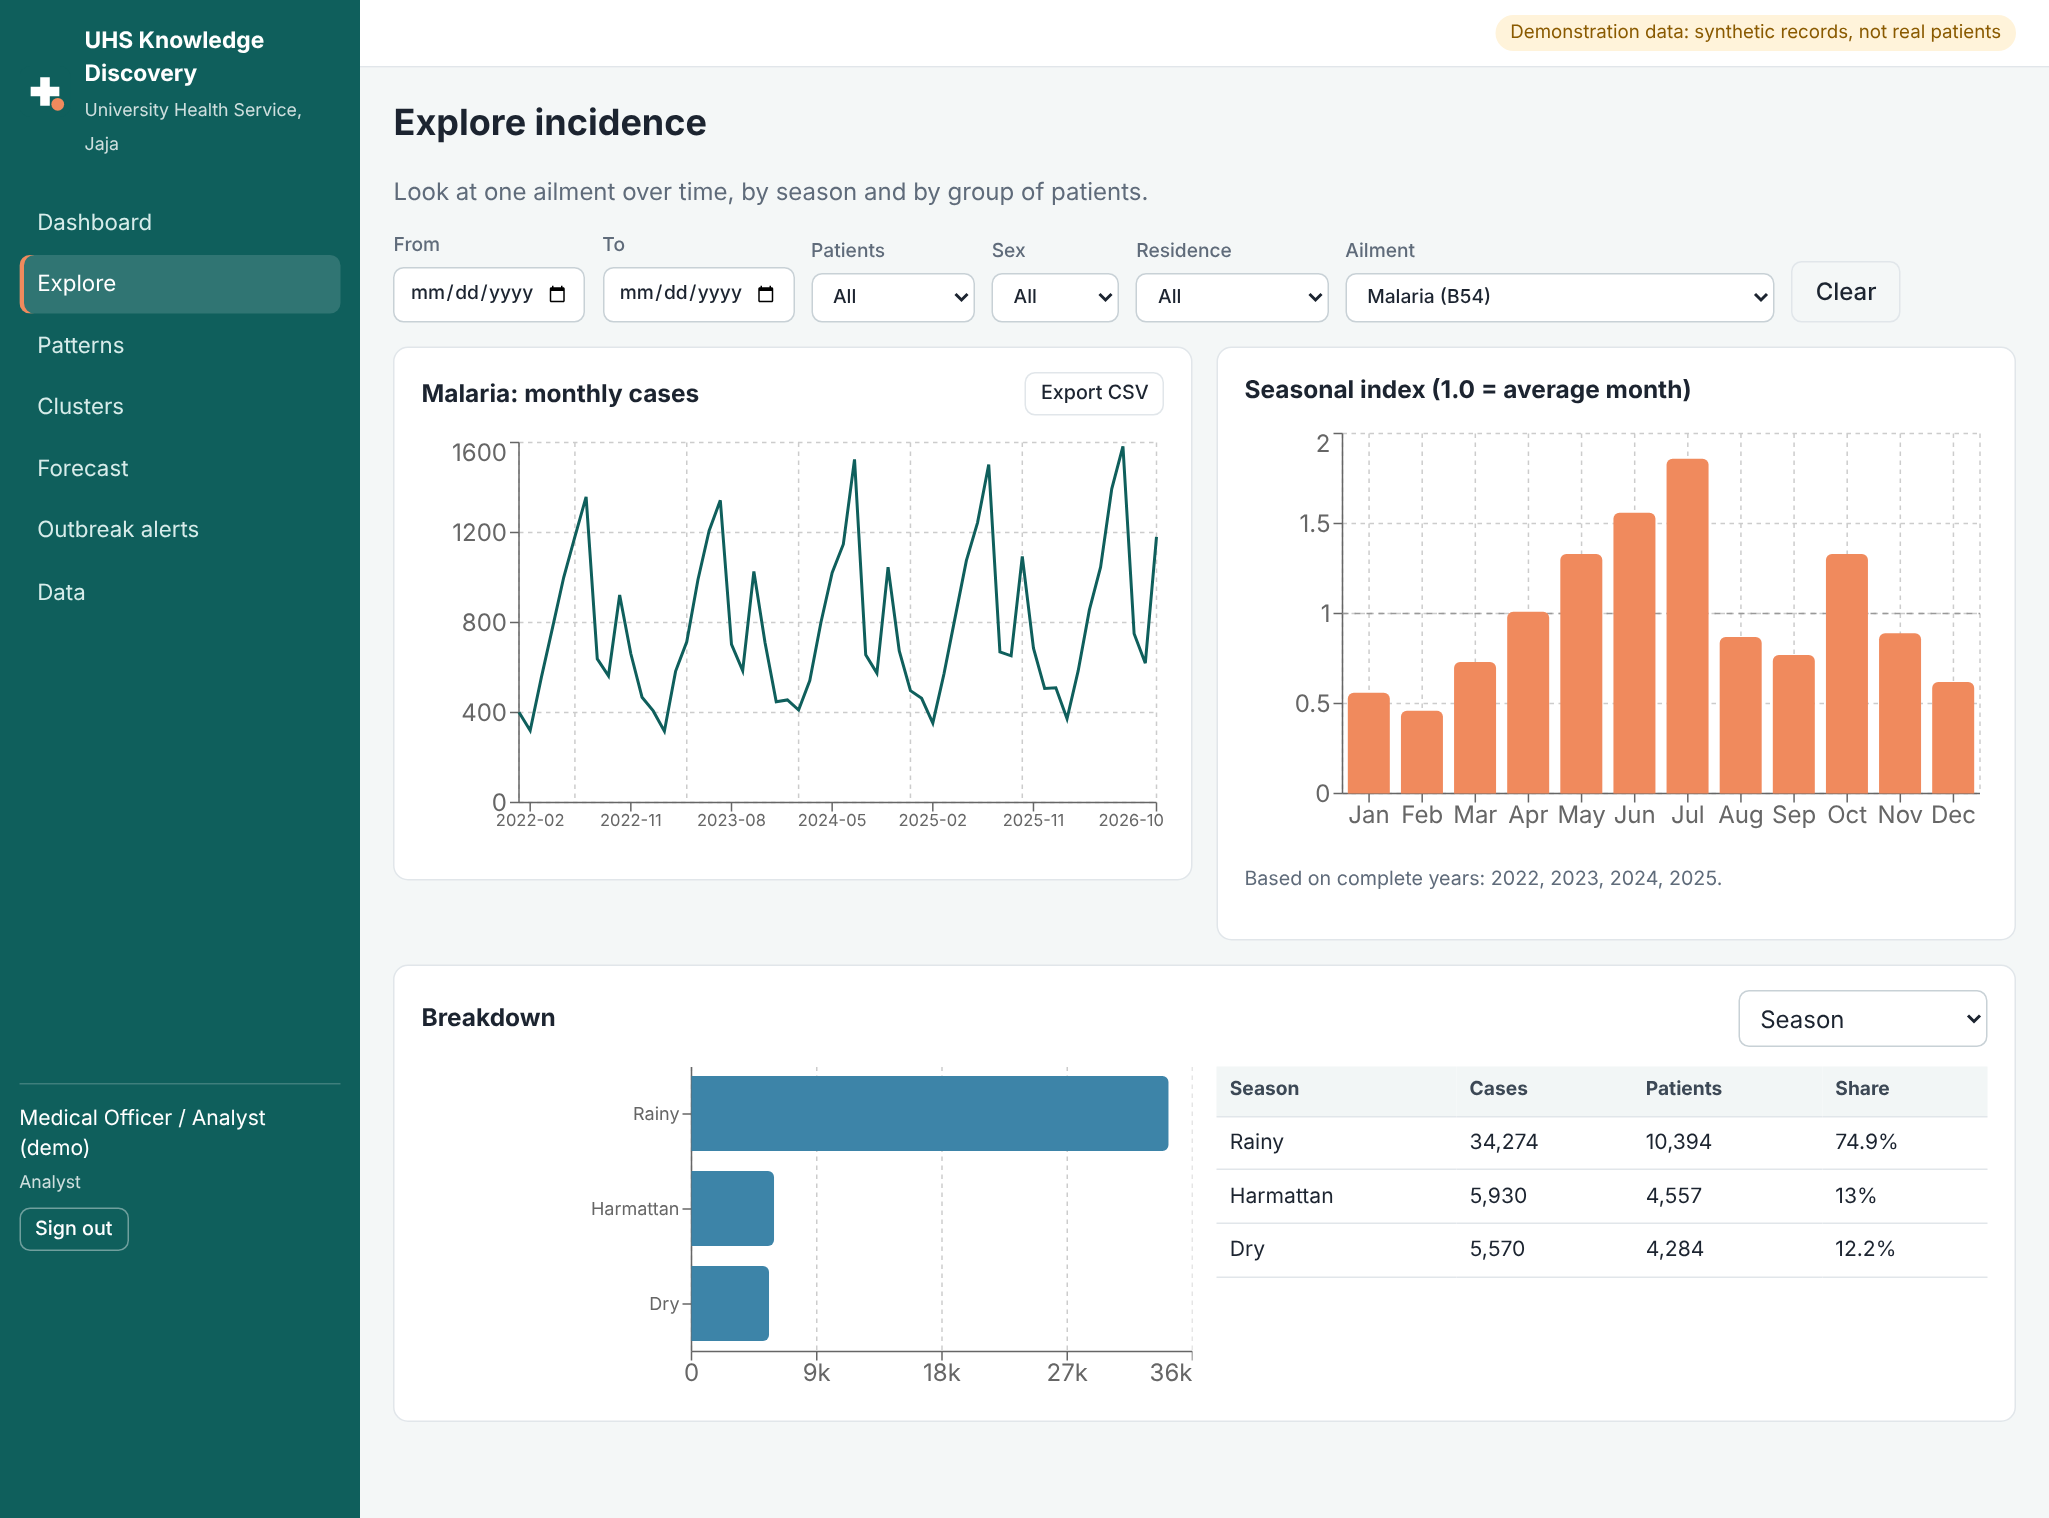 UHS Knowledge
Discovery
University Health Service,
Jaja
Dashboard
Explore
Patterns
Clusters
Forecast
Outbreak alerts
Data
Medical Officer / Analyst
(demo)
Analyst
Sign out
Demonstration data: synthetic records, not real patients
Explore incidence
Look at one ailment over time, by season and by group of patients.
From To Patients Sex Residence Ailment
mm/dd/yyyy mm/dd/yyyy All All All Malaria (B54) Clear
Malaria: monthly cases Export CSV
1600
1200
800
400
0
2022-02 2022-11 2023-08 2024-05 2025-02 2025-11 2026-10
Seasonal index (1.0 = average month)
2
1.5
1
0.5
0
Jan Feb Mar Apr May Jun Jul Aug Sep Oct Nov Dec
Based on complete years: 2022, 2023, 2024, 2025.
Breakdown Season
Rainy
Harmattan
Dry
0 9k 18k 27k 36k
Season Cases Patients Share
Rainy 34,274 10,394 74.9%
Harmattan 5,930 4,557 13%
Dry 5,570 4,284 12.2%